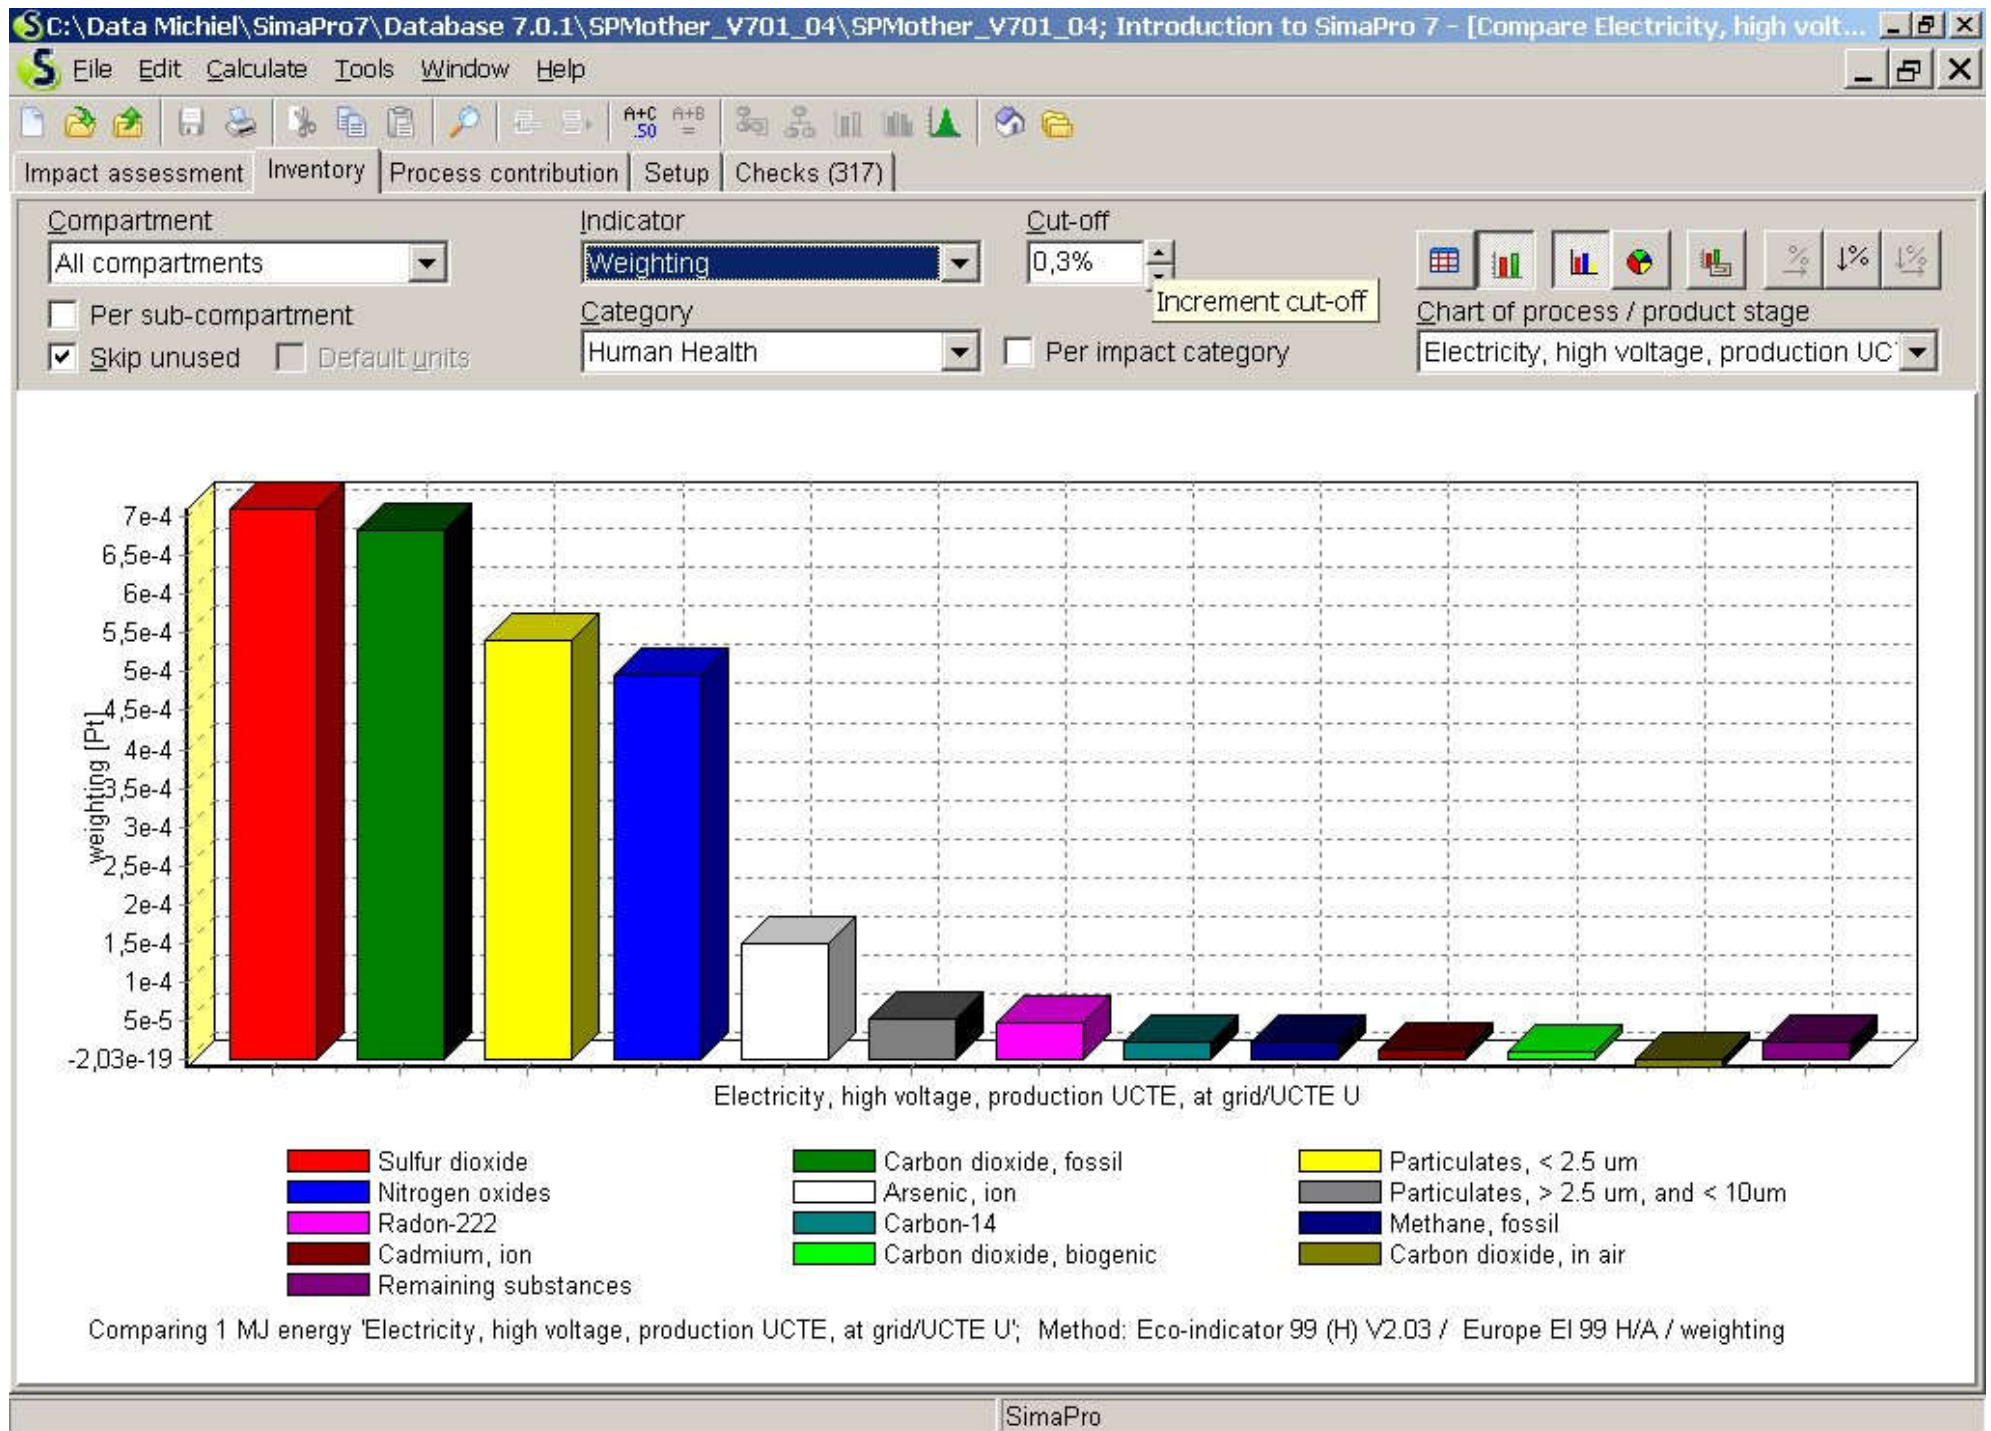 C:\Data Michiel\SimaPro7\Database 7.0.1\SPMother_V701_04\SPMother_V701_04; Introduction to SimaPro 7 - [Compare Electricity, high volt...
File Edit Calculate Tools Window Help
A+C .50 A+B =
Impact assessment Inventory Process contribution Setup Checks (317)
Compartment Indicator Cut-off
All compartments Weighting 0,3%
Increment cut-off
Per sub-compartment Category Chart of process / product stage
Skip unused Default units Human Health Per impact category Electricity, high voltage, production UC
7e-4
6,5e-4
6e-4
5,5e-4
5e-4
4,5e-4
4e-4
3,5e-4
3e-4
2,5e-4
2e-4
1,5e-4
1e-4
5e-5
-2,03e-19
weighting [Pt]
Electricity, high voltage, production UCTE, at grid/UCTE U
Sulfur dioxide Carbon dioxide, fossil Particulates, < 2.5 um
Nitrogen oxides Arsenic, ion Particulates, > 2.5 um, and < 10um
Radon-222 Carbon-14 Methane, fossil
Cadmium, ion Carbon dioxide, biogenic Carbon dioxide, in air
Remaining substances
Comparing 1 MJ energy 'Electricity, high voltage, production UCTE, at grid/UCTE U'; Method: Eco-indicator 99 (H) V2.03 / Europe EI 99 H/A / weighting
SimaPro